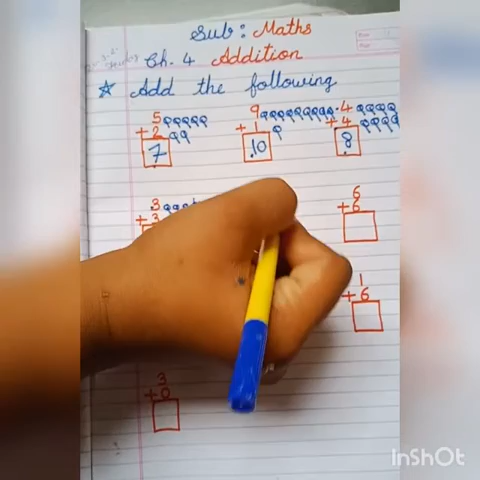 Sub: Maths
Ch. 4 Addition
☆ Add the following
5 9 4
+ 2 + 1 + 4
7 10 8
3 6
+ 3 + 6
1
+ 6
3
+ 0
InShOt